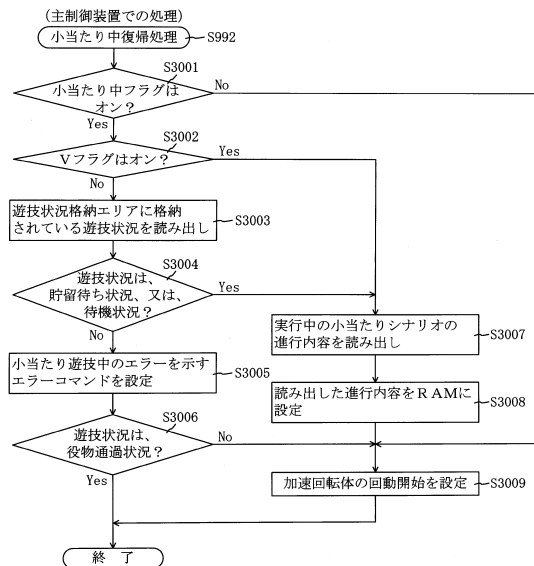 (主制御装置での処理)
小当たり中復帰処理
S992
S3001
小当たり中フラグは
オン?
No
Yes
S3002
Vフラグはオン?
Yes
No
遊技状況格納エリアに格納
されている遊技状況を読み出し
S3003
S3004
遊技状況は、
貯留待ち状況、又は、
待機状況?
Yes
No
実行中の小当たりシナリオの
進行内容を読み出し
S3007
小当たり遊技中のエラーを示す
エラーコマンドを設定
S3005
読み出した進行内容をRAMに
設定
S3008
S3006
遊技状況は、
役物通過状況?
No
Yes
加速回転体の回動開始を設定
S3009
終 了